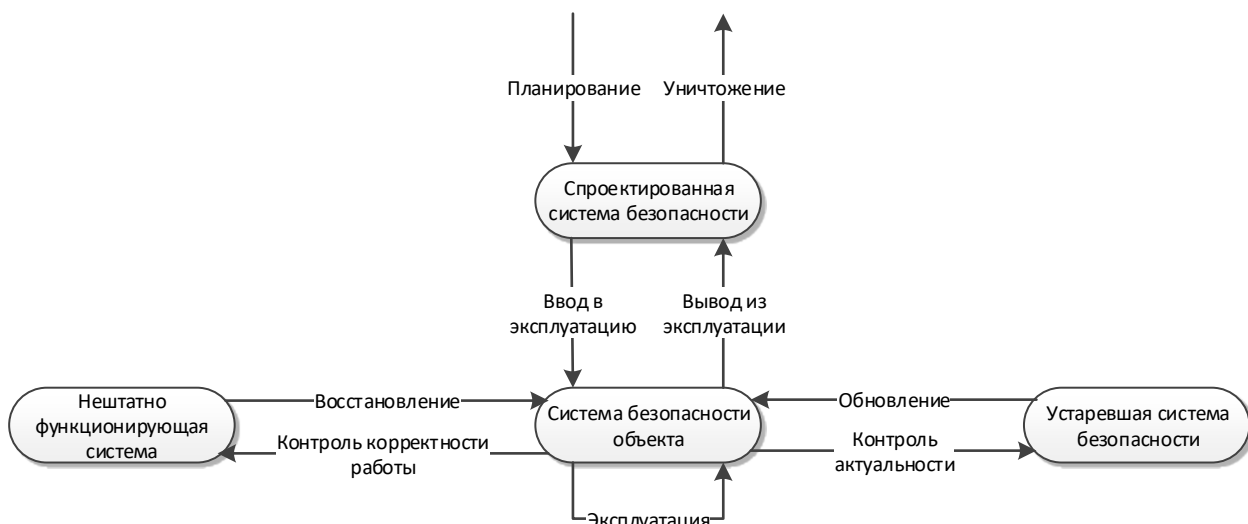 Планирование
Уничтожение
Спроектированная
система безопасности
Ввод в
эксплуатацию
Вывод из
эксплуатации
Нештатно
функционирующая
система
Восстановление
Контроль корректности
работы
Система безопасности
объекта
Обновление
Контроль
актуальности
Устаревшая система
безопасности
Эксплуатация